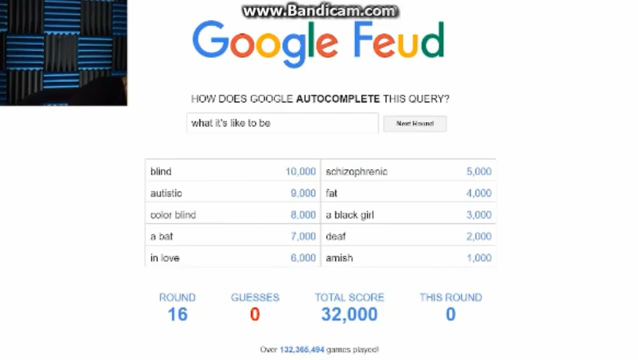 www.Bandicam.com
Google Feud
HOW DOES GOOGLE AUTOCOMPLETE THIS QUERY?
what it's like to be
Next Round
blind 10,000 schizophrenic 5,000
autistic 9,000 fat 4,000
color blind 8,000 a black girl 3,000
a bat 7,000 deaf 2,000
in love 6,000 amish 1,000
ROUND GUESSES TOTAL SCORE THIS ROUND
16 0 32,000 0
Over 132,365,494 games played!